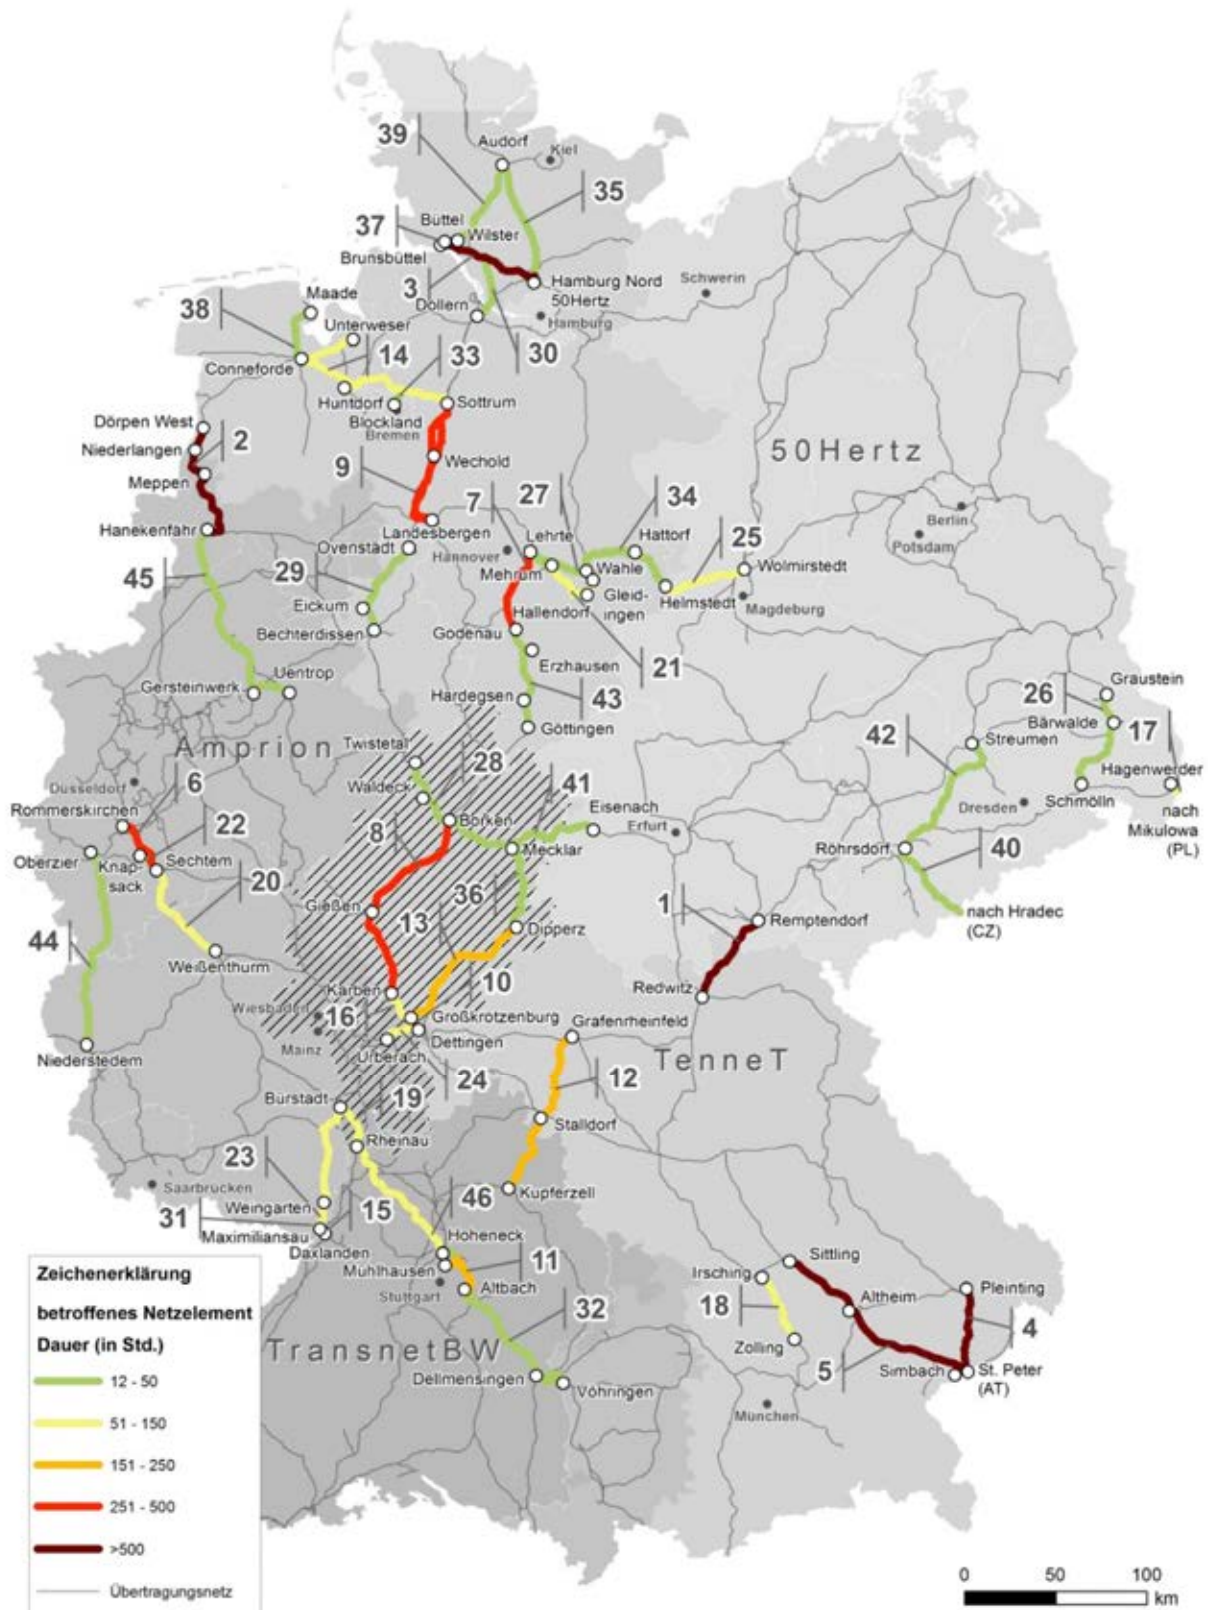 39
Audorf
Kiel
35
37
Büttel
Wilster
Brunsbüttel
3
Hamburg Nord
50Hertz
Schwerin
Maade
Dollern
Hamburg
38
Unterweser
30
14
33
Conneforde
Huntdorf
Sottrum
Blockland
Bremen
Dörpen West
2
Niederlangen
50Hertz
Wechold
Meppen
9
7
27
34
Berlin
Hanekenfähr
Landesbergen
Lehrte
Hattorf
25
Potsdam
Ovenstädt
Hannover
45
29
Mehrum
Wahle
Wolmirstedt
Eickum
Hallendorf
Gleid-
ingen
Helmstedt
Magdeburg
Bechterdissen
Godenau
Erzhausen
21
Uentrop
Gersteinwerk
Hardegsen
43
26
Graustein
42
Bärwalde
17
Göttingen
Streumen
Amprion
Twistetal
28
Hagenwerder
Düsseldorf
6
Waldeck
41
Eisenach
Dresden
Schmölln
nach
Mikulowa
(PL)
Rommerskirchen
22
8
Borken
Erfurt
Oberzier
Knap-
sack
Sechtem
Mecklar
Röhrsdorf
40
20
36
1
Gießen
13
Remptendorf
nach Hradec
(CZ)
44
Dipperz
Weißenthurm
10
Redwitz
Karben
Wiesbaden
16
Großkrotzenburg
Grafenrheinfeld
Mainz
Urberach
Dettingen
TenneT
Niederstedem
24
12
Bürstadt
19
Stalldorf
Rheinau
23
Kupferzell
Saarbrücken
46
Weingarten
15
31
Maximiliansau
Hoheneck
Daxlanden
Mühlhausen
11
Sittling
Irsching
Stuttgart
Altbach
Altheim
Pleinting
32
18
4
Zolling
TransnetBW
5
Simbach
St. Peter
(AT)
Dellmensingen
Vöhringen
München
Zeichenerklärung
betroffenes Netzelement
Dauer (in Std.)
12 - 50
51 - 150
151 - 250
251 - 500
>500
Übertragungsnetz
0 50 100
km